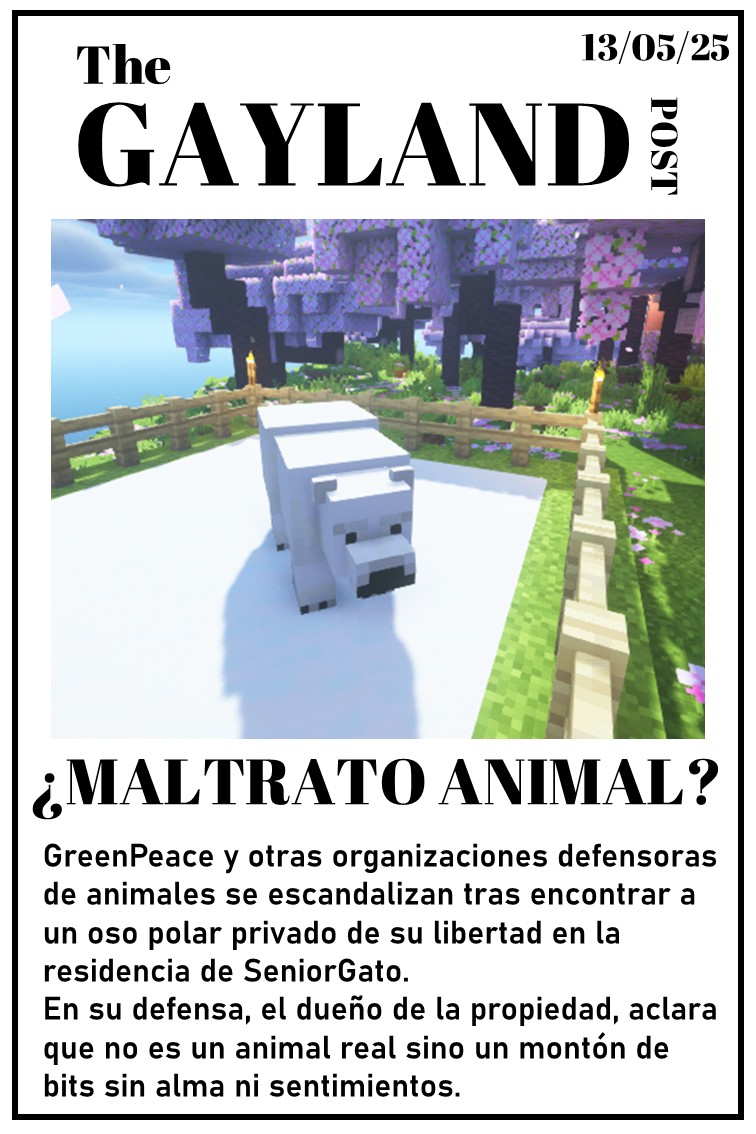 13/05/25
The
GAYLAND
POST
¿MALTRATO ANIMAL?
GreenPeace y otras organizaciones defensoras
de animales se escandalizan tras encontrar a
un oso polar privado de su libertad en la
residencia de SeniorGato.
En su defensa, el dueño de la propiedad, aclara
que no es un animal real sino un montón de
bits sin alma ni sentimientos.